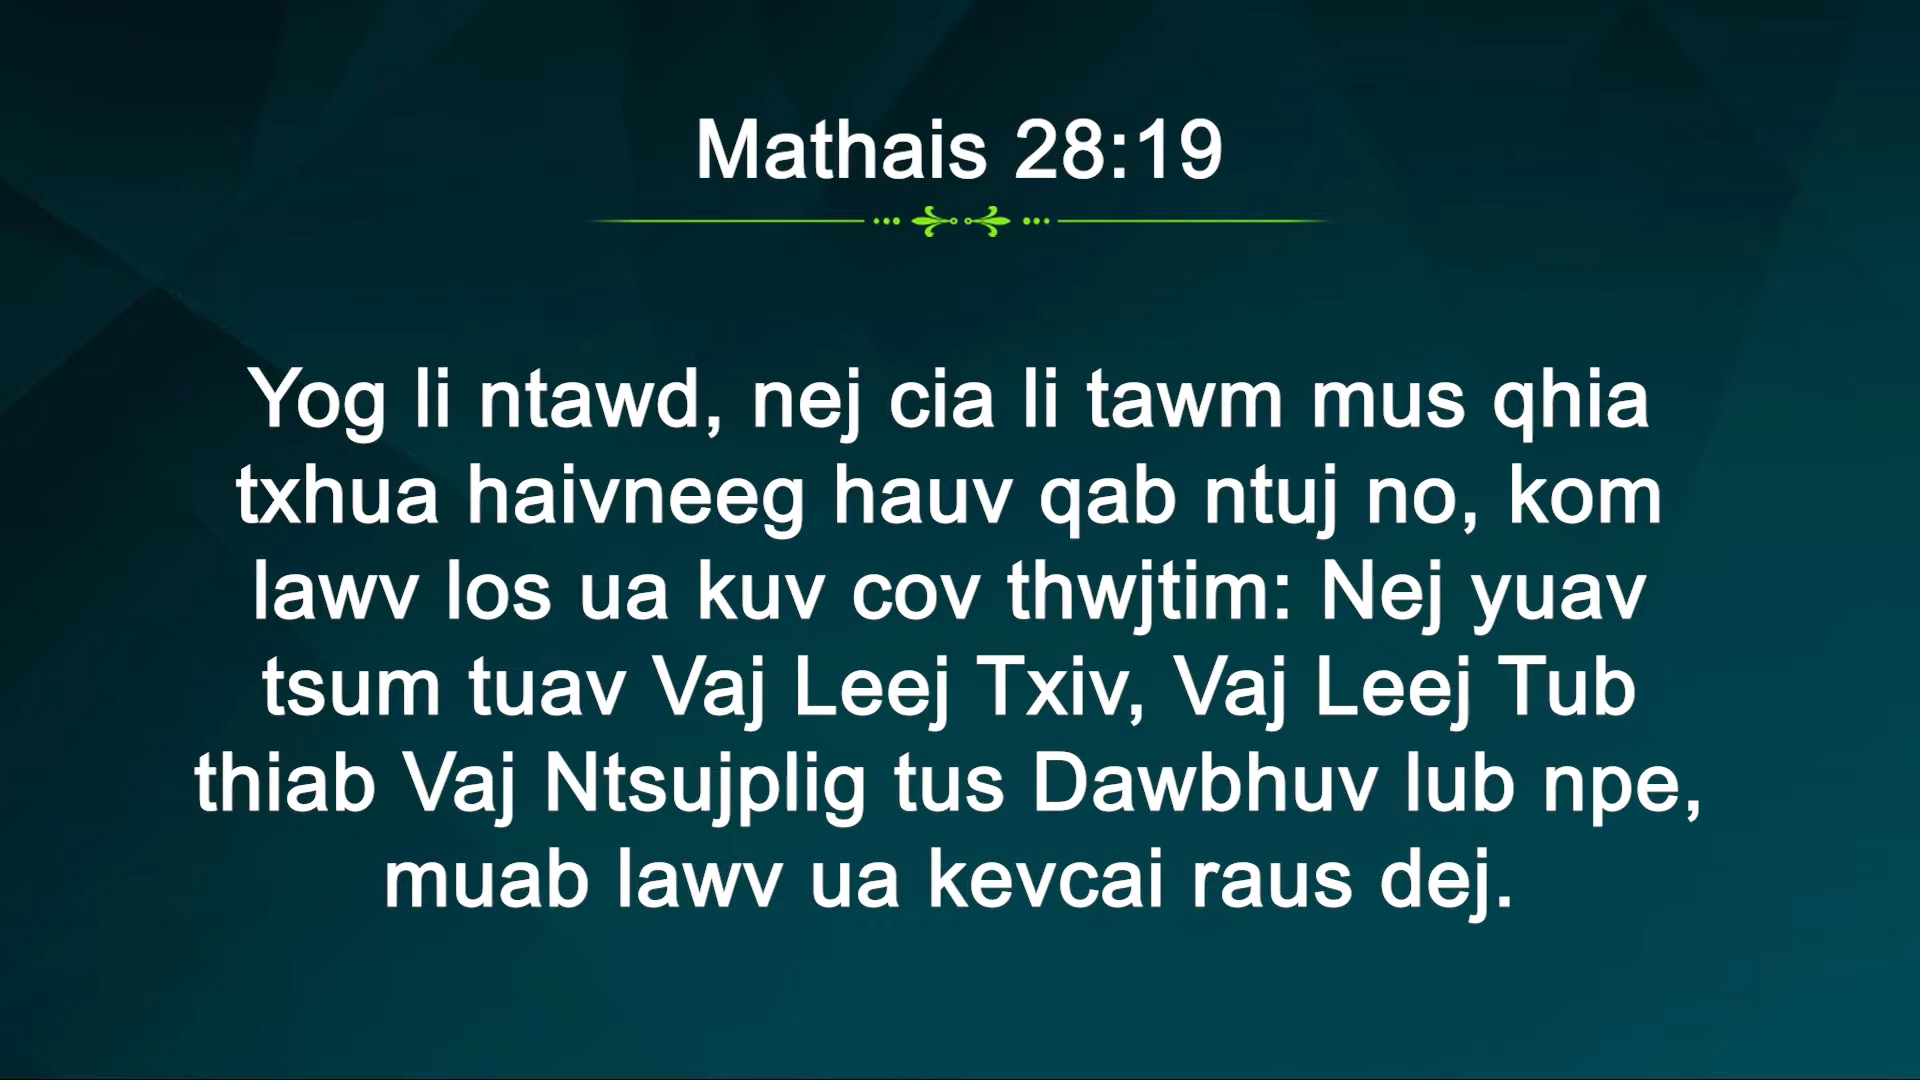 Mathais 28:19
Yog li ntawd, nej cia li tawm mus qhia
txhua haivneeg hauv qab ntuj no, kom
lawv los ua kuv cov thwjtim: Nej yuav
tsum tuav Vaj Leej Txiv, Vaj Leej Tub
thiab Vaj Ntsujplig tus Dawbhuv lub npe,
muab lawv ua kevcai raus dej.